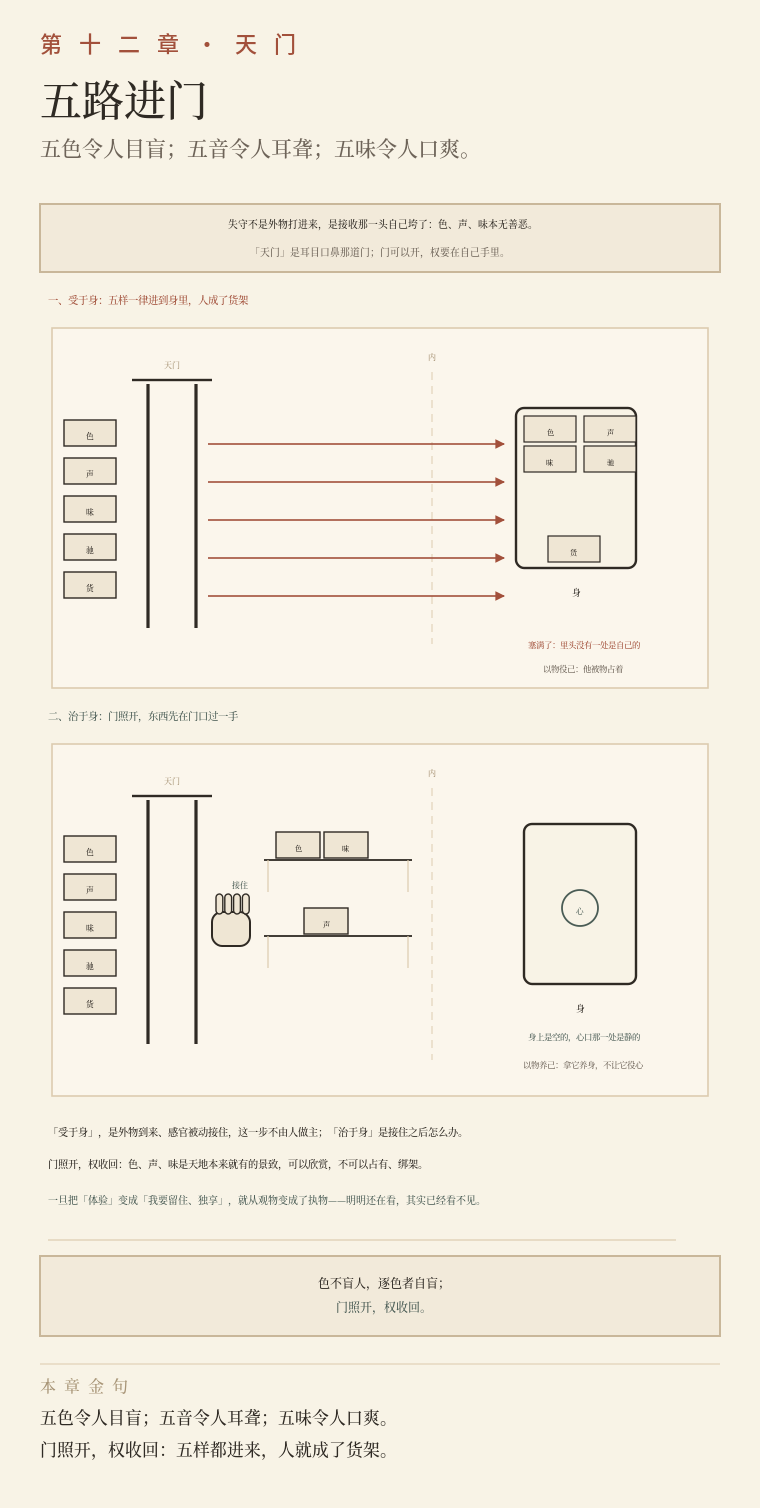 第十二章・天门
五路进门
五色令人目盲；五音令人耳聋；五味令人口爽。
失守不是外物打进来，是接收那一头自己垮了：色、声、味本无善恶。
「天门」是耳目口鼻那道门；门可以开，权要在自己手里。
一、受于身：五样一律进到身里，人成了货架
天门
内
色
声
味
驰
货
色
声
味
驰
货
身
塞满了：里头没有一处是自己的
以物役己：他被物占着
二、治于身：门照开，东西先在门口过一手
天门
内
色
声
味
驰
货
接住
色
味
声
心
身
身上是空的，心口那一处是静的
以物养己：拿它养身，不让它役心
「受于身」，是外物到来、感官被动接住，这一步不由人做主；「治于身」是接住之后怎么办。
门照开，权收回：色、声、味是天地本来就有的景致，可以欣赏，不可以占有、绑架。
一旦把「体验」变成「我要留住、独享」，就从观物变成了执物——明明还在看，其实已经看不见。
色不盲人，逐色者自盲；
门照开，权收回。
本章金句
五色令人目盲；五音令人耳聋；五味令人口爽。
门照开，权收回：五样都进来，人就成了货架。